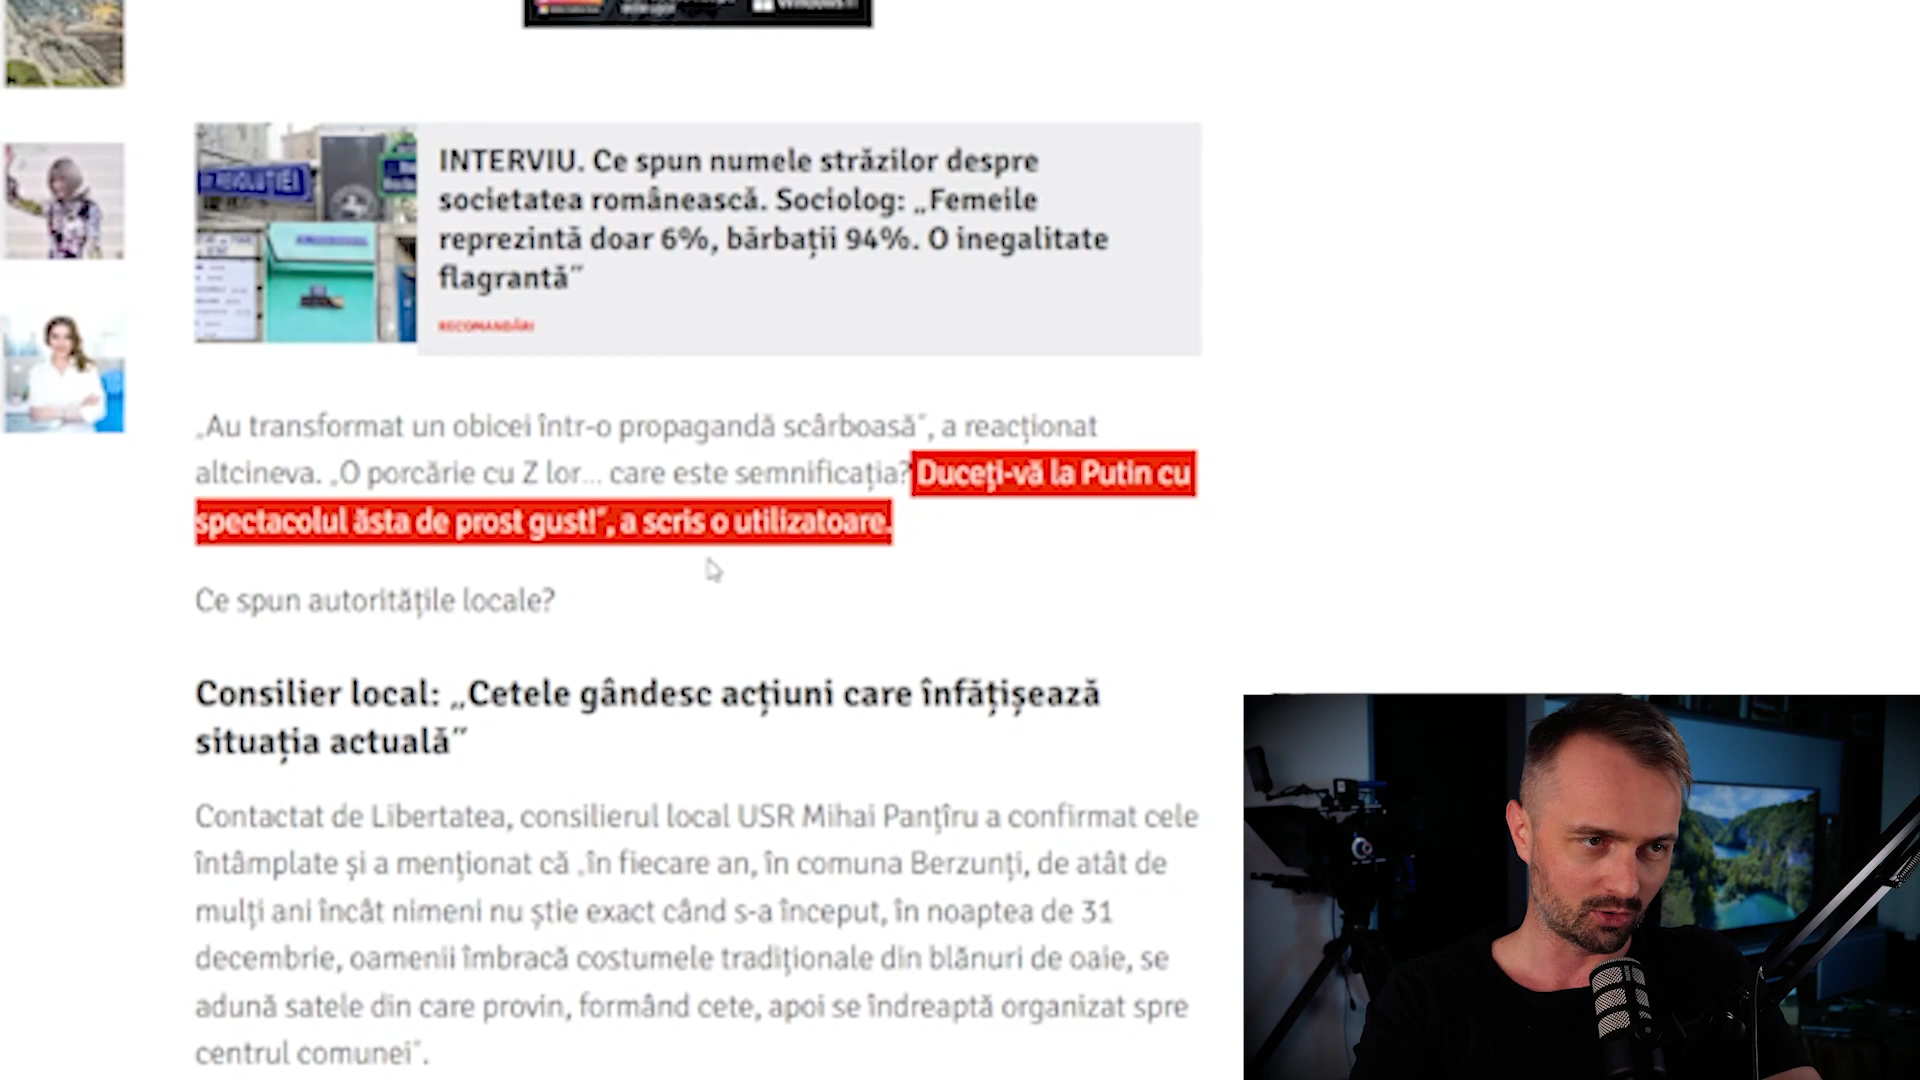 Windows 11
REVOLUȚIEI
INTERVIU. Ce spun numele străzilor despre
societatea românească. Sociolog: „Femeile
reprezintă doar 6%, bărbații 94%. O inegalitate
flagrantă”
RECOMANDĂRI
„Au transformat un obicei într-o propagandă scârboasă”, a reacționat
altcineva. „O porcărie cu Z lor... care este semnificația? Duceți-vă la Putin cu
spectacolul ăsta de prost gust!”, a scris o utilizatoare.
Ce spun autoritățile locale?
Consilier local: „Cetele gândesc acțiuni care înfățișează
situația actuală”
Contactat de Libertatea, consilierul local USR Mihai Panțîru a confirmat cele
întâmplate și a menționat că „în fiecare an, în comuna Berzunți, de atât de
mulți ani încât nimeni nu știe exact când s-a început, în noaptea de 31
decembrie, oamenii îmbracă costumele tradiționale din blănuri de oaie, se
adună satele din care provin, formând cete, apoi se îndreaptă organizat spre
centrul comunei”.